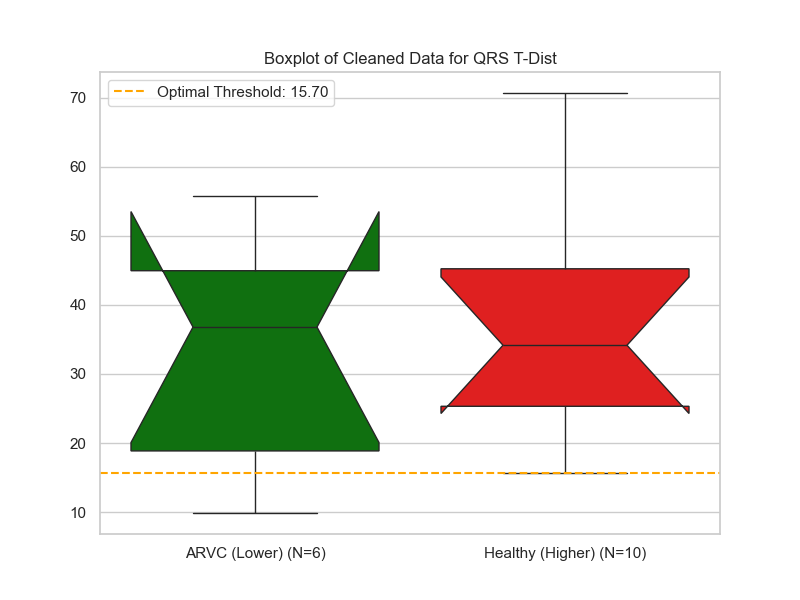 Boxplot of Cleaned Data for QRS T-Dist
Optimal Threshold: 15.70
70
60
50
40
30
20
10
ARVC (Lower) (N=6)
Healthy (Higher) (N=10)